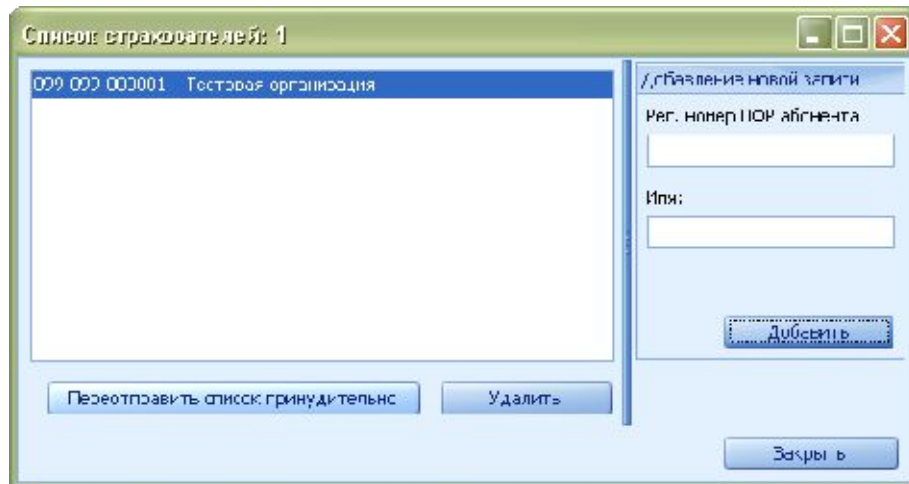 Список страхователей: 1
099 099 000001 Тестовая организация
Добавление новой записи
Рег. номер ПФР абонента
Имя:
Добавить
Переотправить список принудительно
Удалить
Закрыть